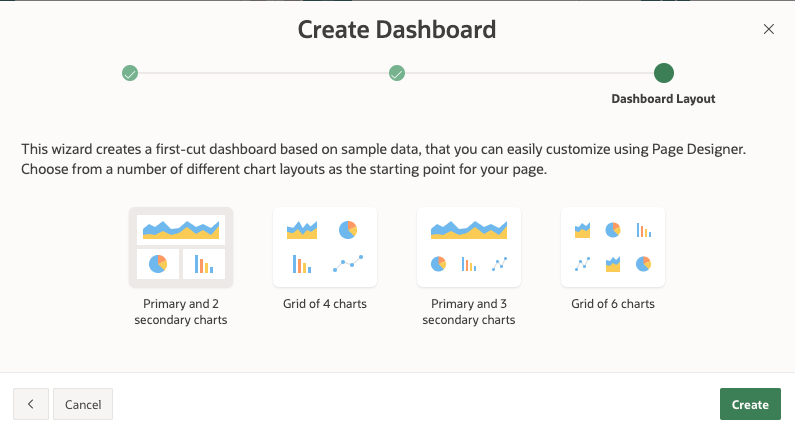 Create Dashboard
Dashboard Layout
This wizard creates a first-cut dashboard based on sample data, that you can easily customize using Page Designer.
Choose from a number of different chart layouts as the starting point for your page.
Primary and 2
secondary charts
Grid of 4 charts
Primary and 3
secondary charts
Grid of 6 charts
Cancel
Create